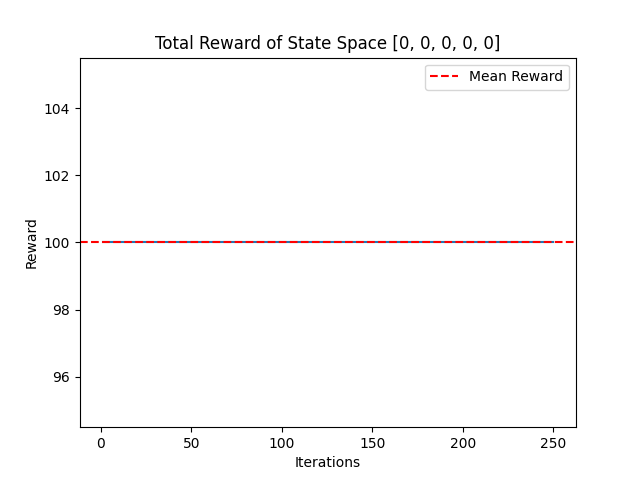 Total Reward of State Space [0, 0, 0, 0, 0]
Mean Reward
104
102
100
98
96
Reward
0 50 100 150 200 250
Iterations